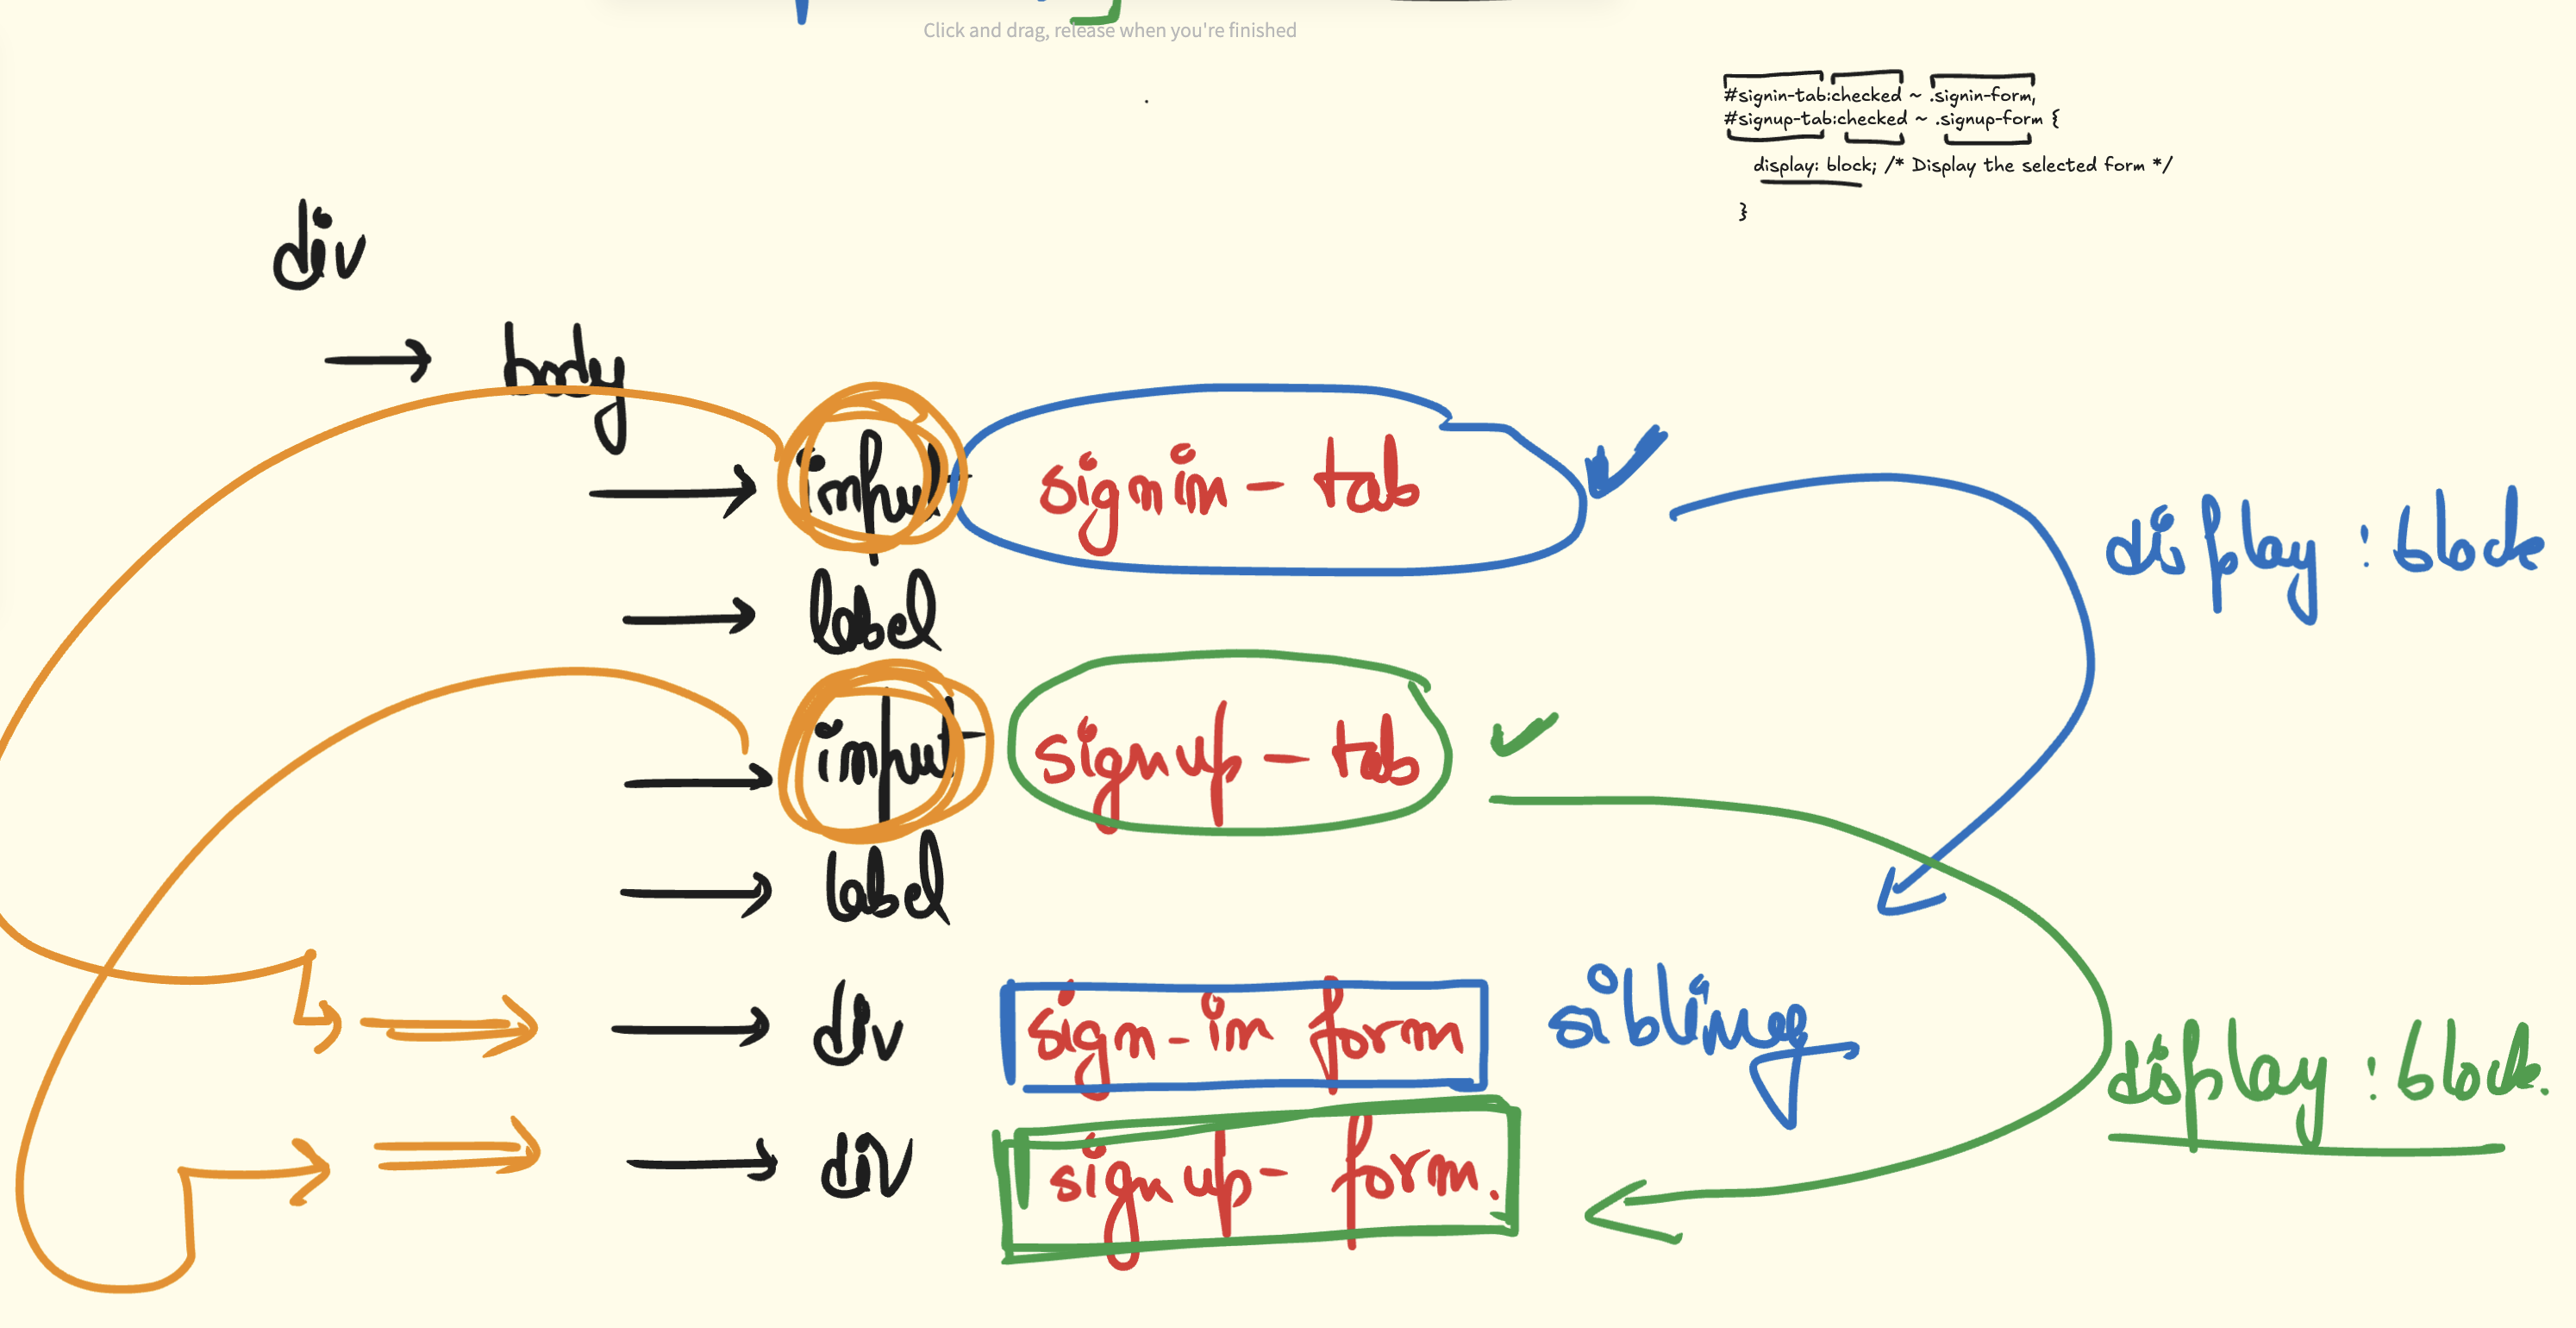 Click and drag, release when you're finished
#signin-tab:checked ~ .signin-form,
#signup-tab:checked ~ .signup-form {
display: block; /* Display the selected form */
}
div
body
input signin - tab
display : block
label
input signup - tab
label
div sign-in form siblings
display : block.
div signup- form.